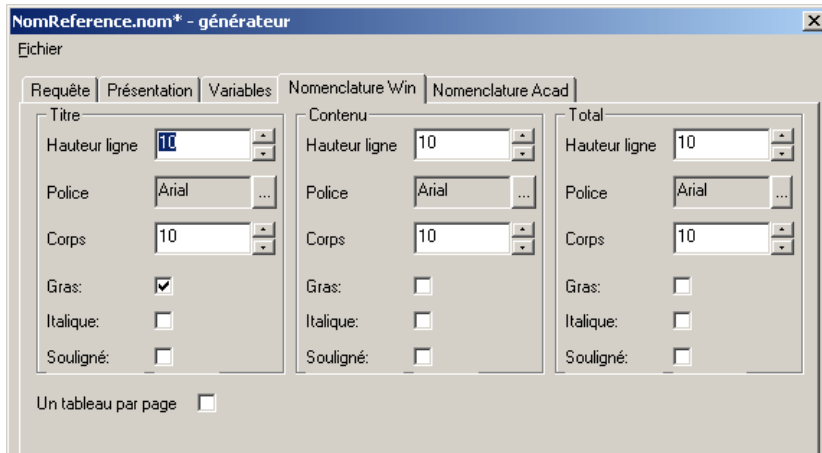 NomReference.nom* - générateur
Fichier
Requête Présentation Variables Nomenclature Win Nomenclature Acad
Titre Contenu Total
Hauteur ligne 10 Hauteur ligne 10 Hauteur ligne 10
Police Arial ... Police Arial ... Police Arial ...
Corps 10 Corps 10 Corps 10
Gras: Gras: Gras:
Italique: Italique: Italique:
Souligné: Souligné: Souligné:
Un tableau par page